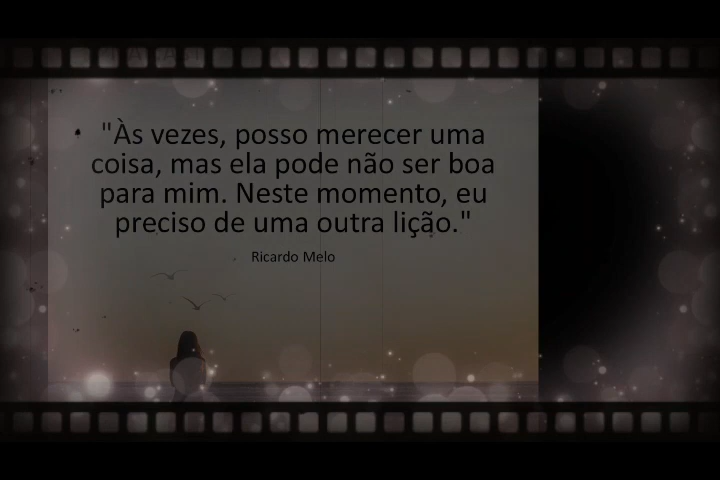 "Às vezes, posso merecer uma
coisa, mas ela pode não ser boa
para mim. Neste momento, eu
preciso de uma outra lição."
Ricardo Melo